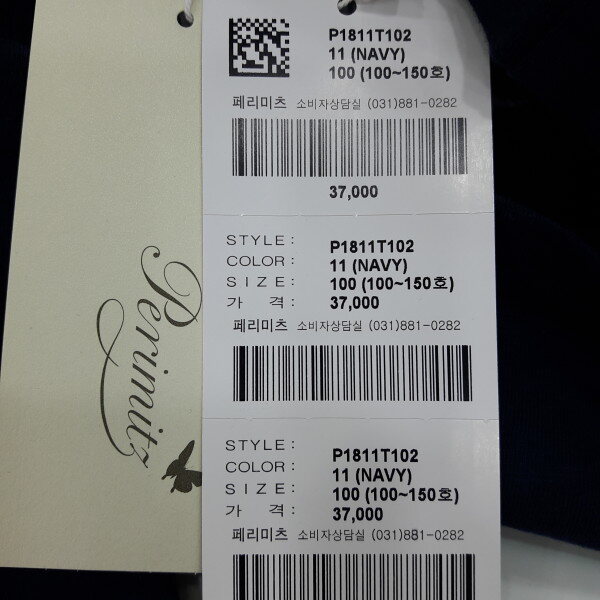 P1811T102
11 (NAVY)
100 (100~150호)
페리미츠 소비자상담실 (031)881-0282
37,000
STYLE: P1811T102
COLOR: 11 (NAVY)
SIZE: 100 (100~150호)
가 격: 37,000
페리미츠 소비자상담실 (031)881-0282
STYLE: P1811T102
COLOR: 11 (NAVY)
SIZE: 100 (100~150호)
가 격: 37,000
페리미츠 소비자상담실 (031)881-0282
Perimitz